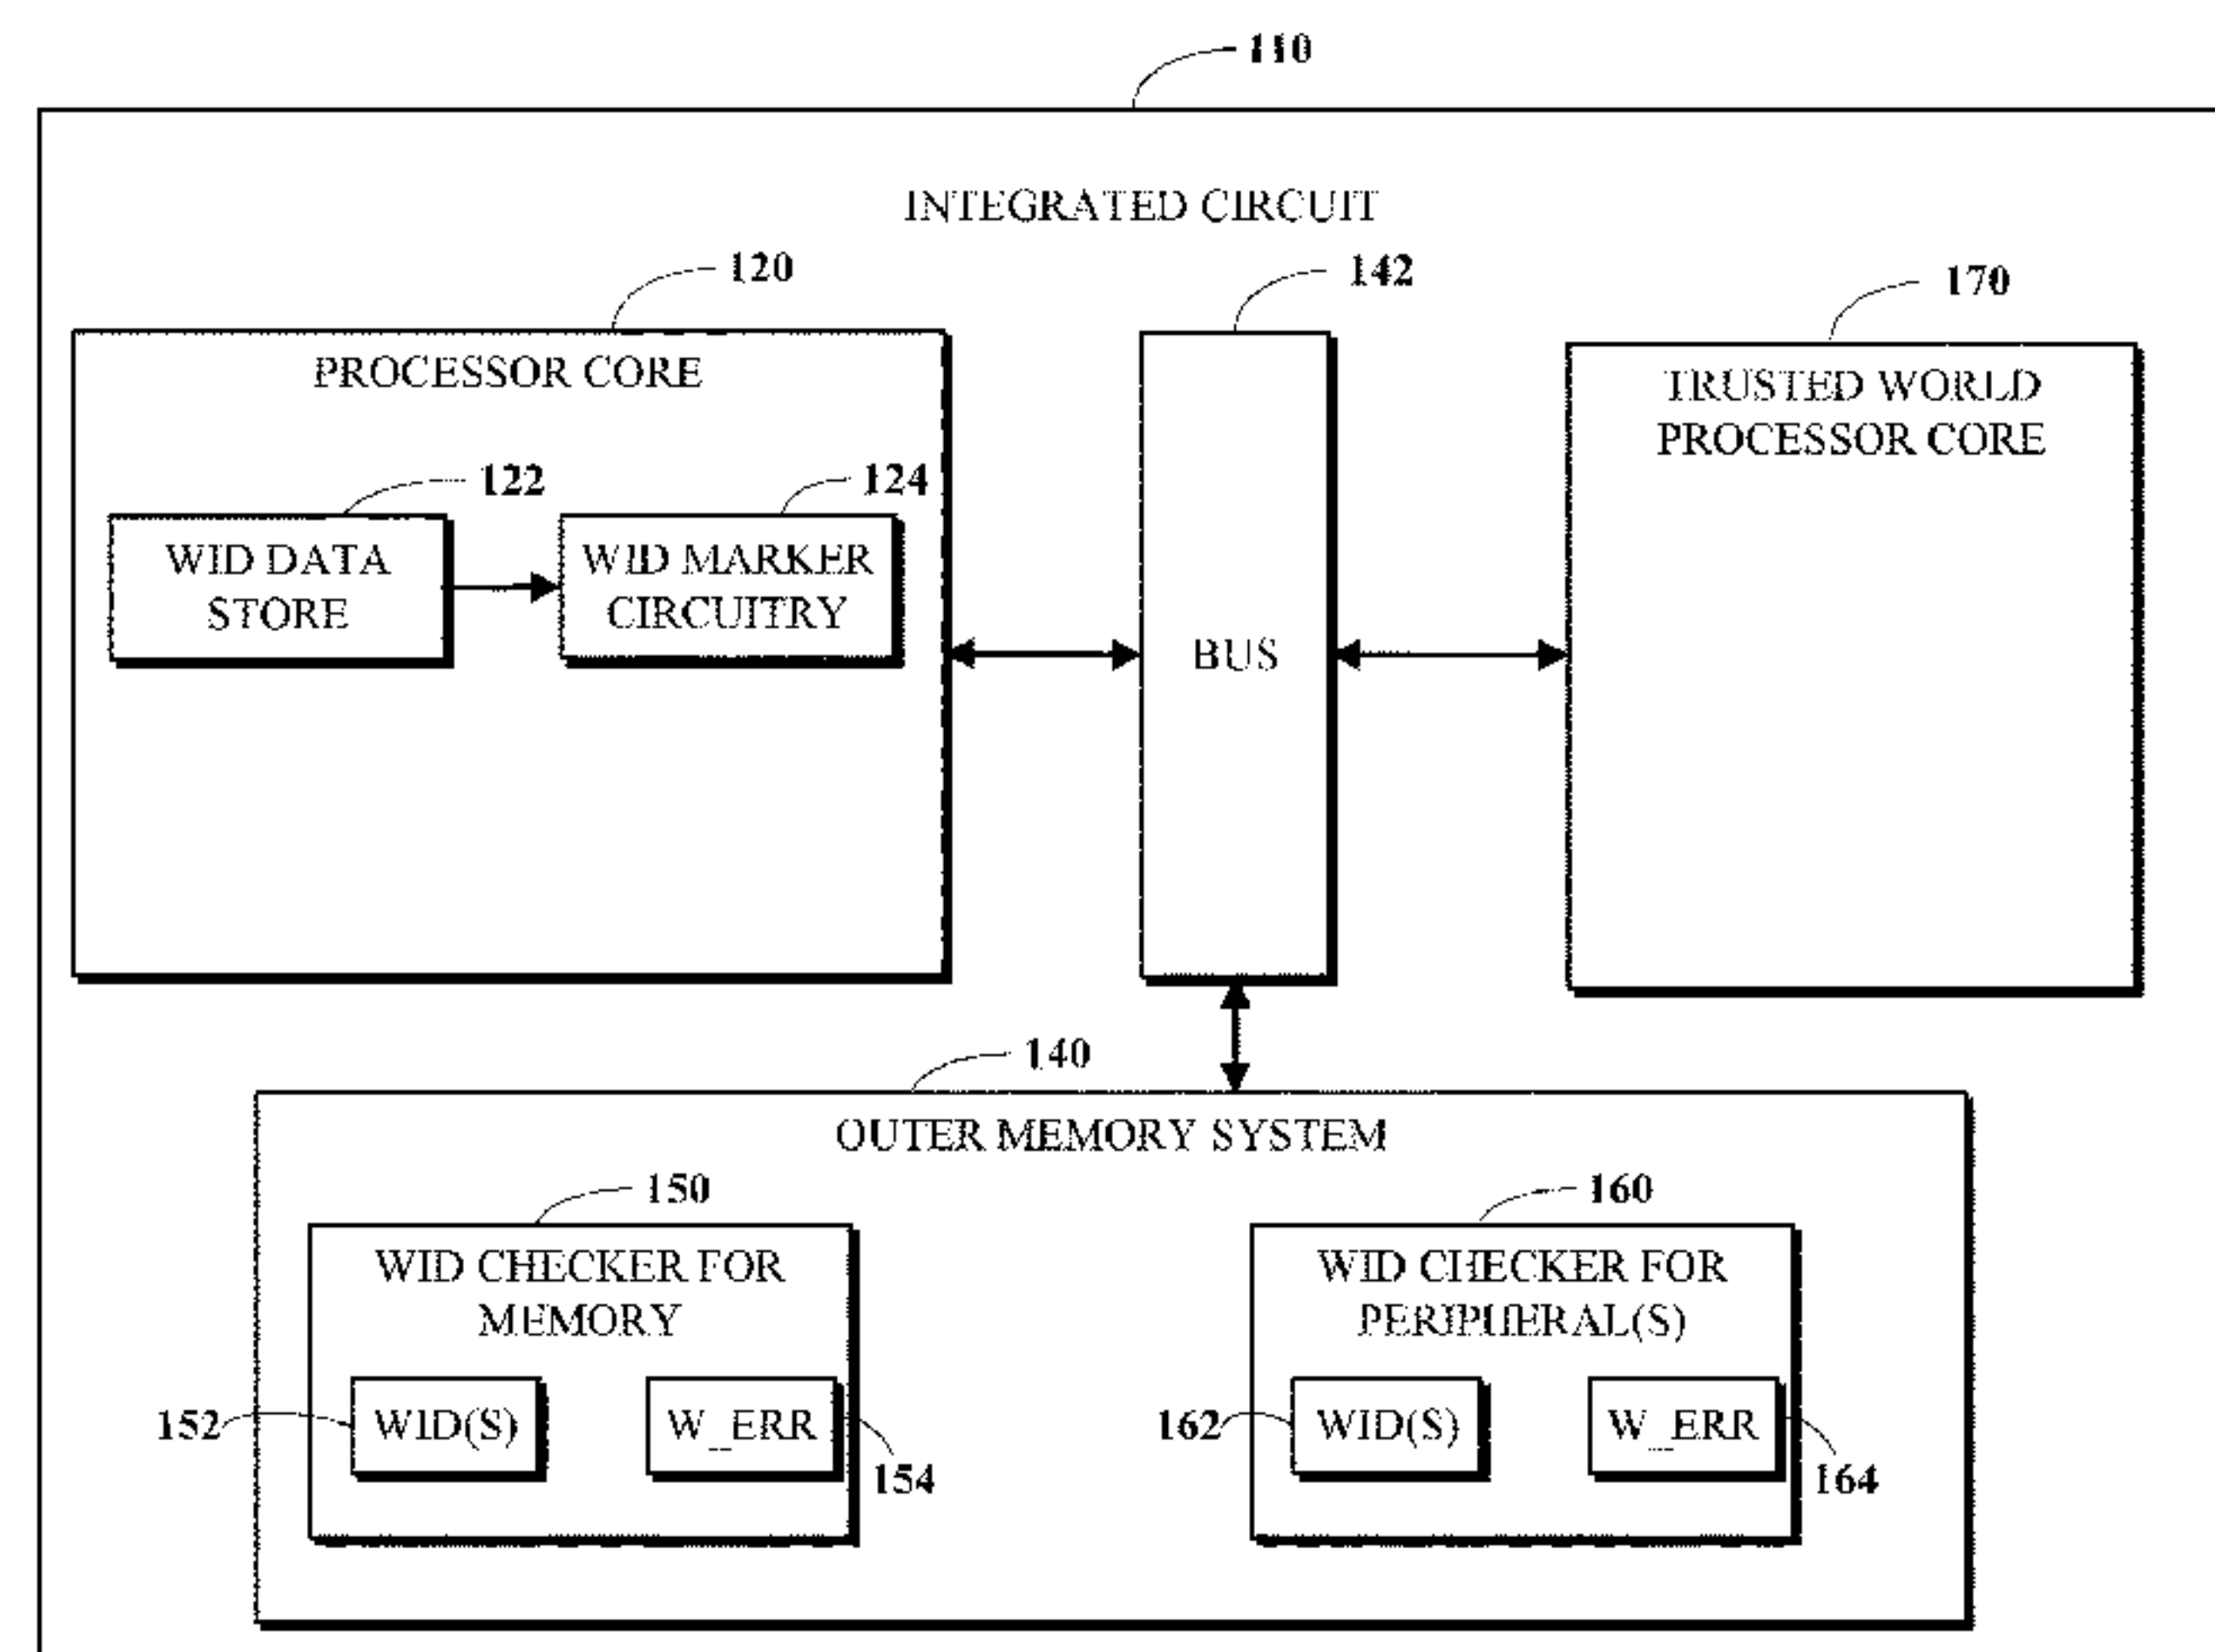 110
INTEGRATED CIRCUIT
120
142
170
PROCESSOR CORE
TRUSTED WORLD
PROCESSOR CORE
122
124
WID DATA
STORE
WID MARKER
CIRCUITRY
BUS
140
OUTER MEMORY SYSTEM
150
160
WID CHECKER FOR
MEMORY
WID CHECKER FOR
PERIPHERAL(S)
152
WID(S)
W_ERR
154
162
WID(S)
W_ERR
164